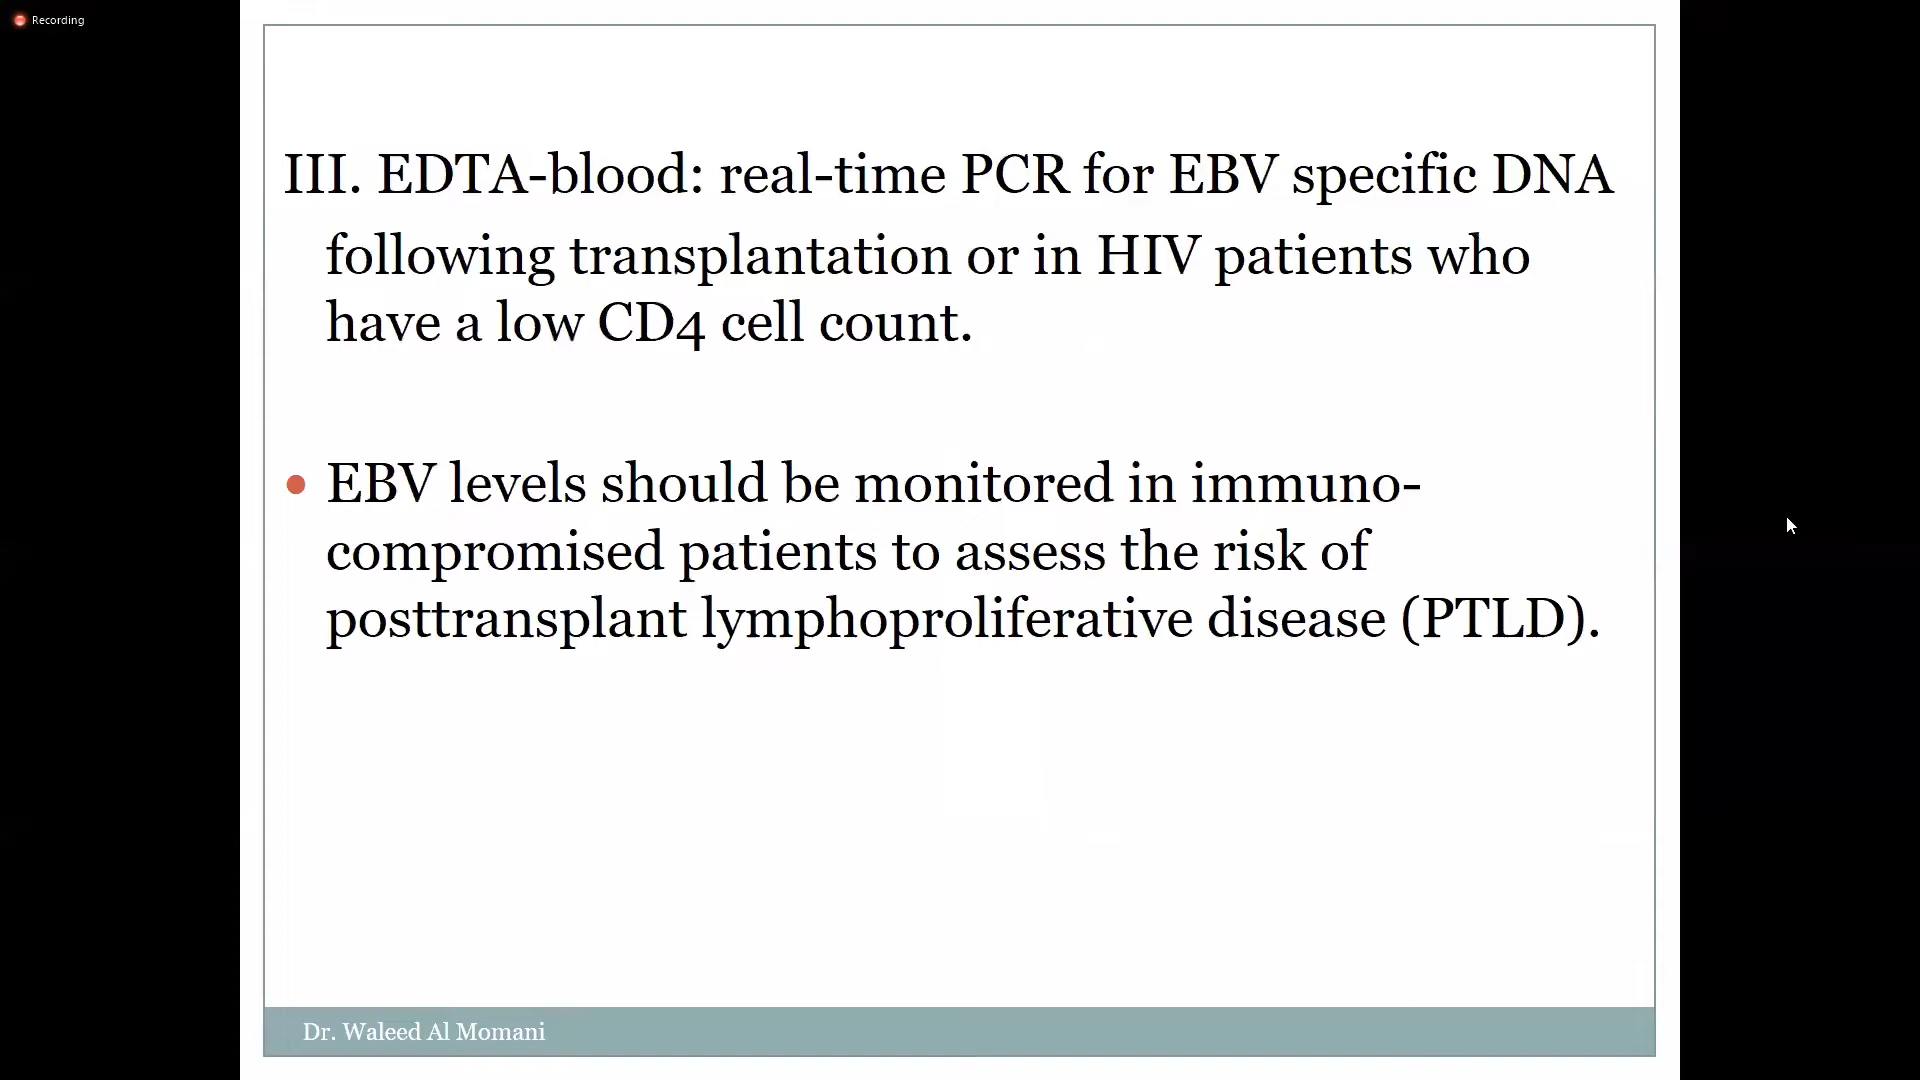 Recording
III. EDTA-blood: real-time PCR for EBV specific DNA
following transplantation or in HIV patients who
have a low CD4 cell count.
• EBV levels should be monitored in immuno-
compromised patients to assess the risk of
posttransplant lymphoproliferative disease (PTLD).
Dr. Waleed Al Momani